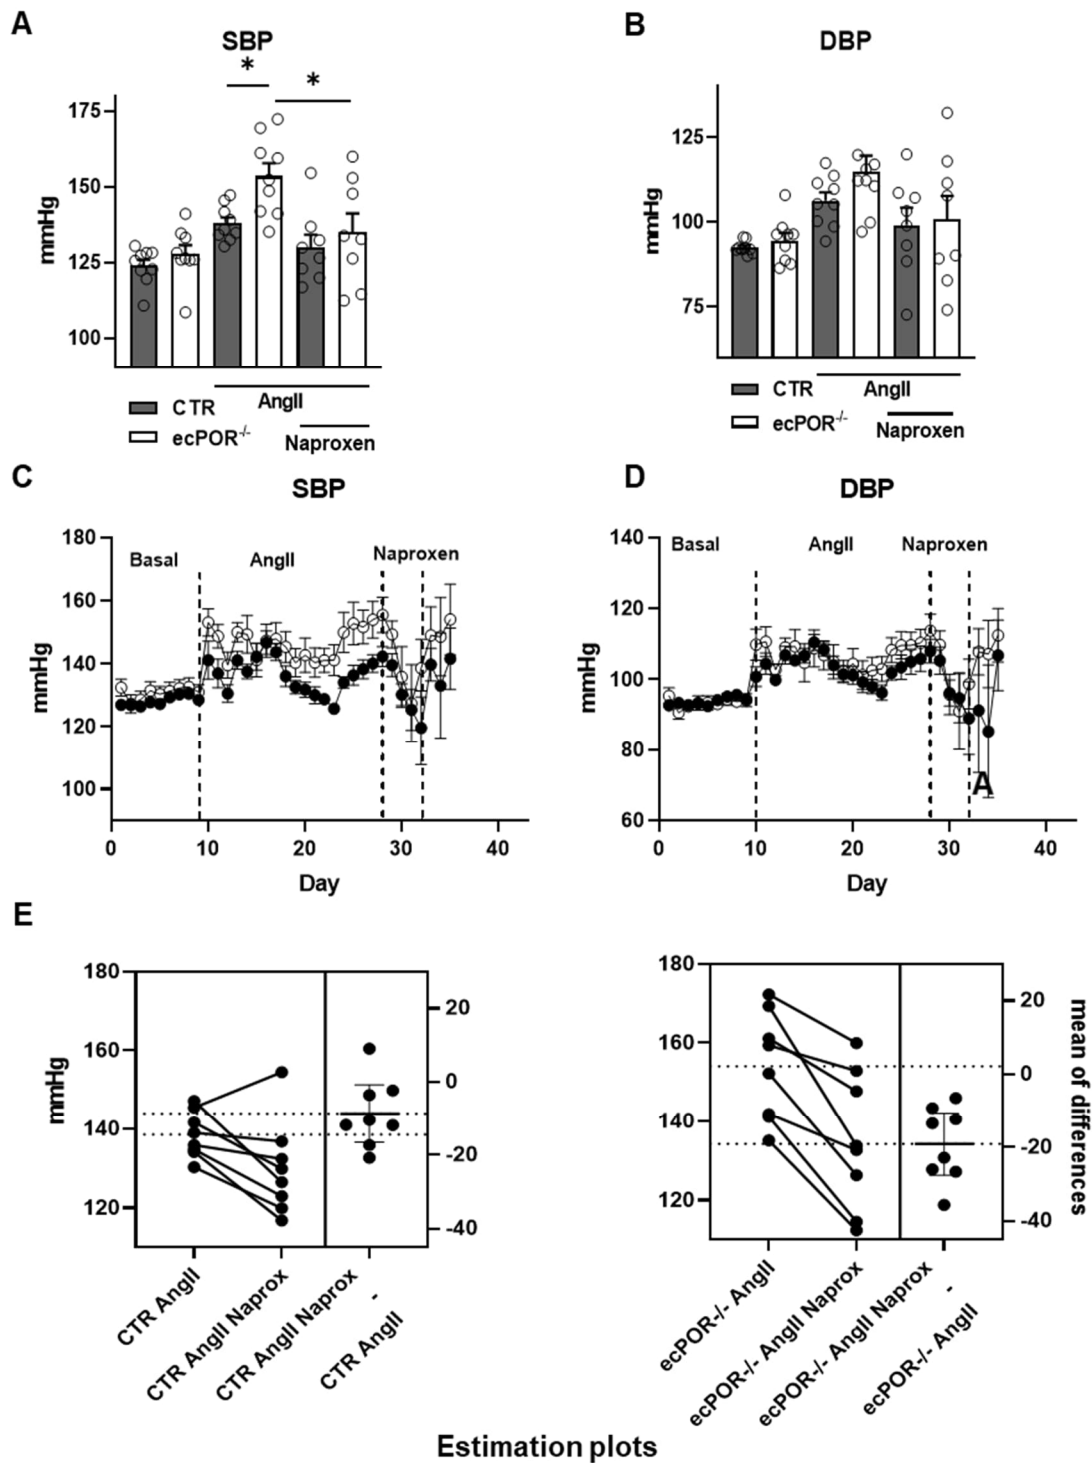 A
SBP
*
*
175
150
125
100
mmHg
CTR
ecPOR-/-
AngII
Naproxen
B
DBP
125
100
75
mmHg
CTR
ecPOR-/-
AngII
Naproxen
C
SBP
180
160
140
120
100
mmHg
Basal
AngII
Naproxen
0 10 20 30 40
Day
D
DBP
140
120
100
80
60
mmHg
Basal
AngII
Naproxen
A
0 10 20 30 40
Day
E
180
160
140
120
mmHg
20
0
-20
-40
CTR AngII
CTR AngII Naprox
CTR AngII Naprox
-
CTR AngII
180
160
140
120
20
0
-20
-40
mean of differences
ecPOR-/- AngII
ecPOR-/- AngII Naprox
ecPOR-/- AngII Naprox
-
ecPOR-/- AngII
Estimation plots